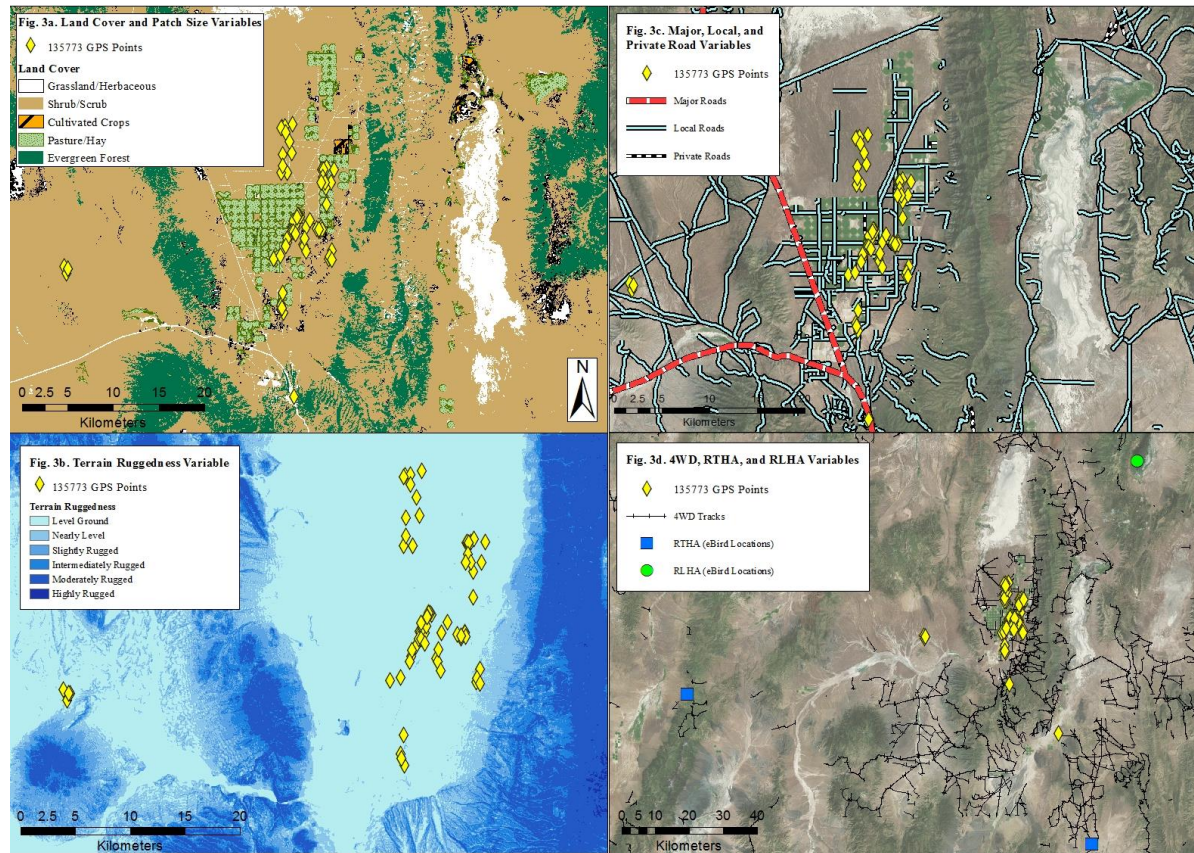 Fig. 3a. Land Cover and Patch Size Variables
135773 GPS Points
Land Cover
Grassland/Herbaceous
Shrub/Scrub
Cultivated Crops
Pasture/Hay
Evergreen Forest
N
0 2.5 5 10 15 20
Kilometers
Fig. 3c. Major, Local, and
Private Road Variables
135773 GPS Points
Major Roads
Local Roads
Private Roads
0 2.5 5 10 15 20
Kilometers
Fig. 3b. Terrain Ruggedness Variable
135773 GPS Points
Terrain Ruggedness
Level Ground
Nearly Level
Slightly Rugged
Intermediately Rugged
Moderately Rugged
Highly Rugged
0 2.5 5 10 15 20
Kilometers
Fig. 3d. 4WD, RTHA, and RLHA Variables
135773 GPS Points
4WD Tracks
RTHA (eBird Locations)
RLHA (eBird Locations)
0 5 10 20 30 40
Kilometers